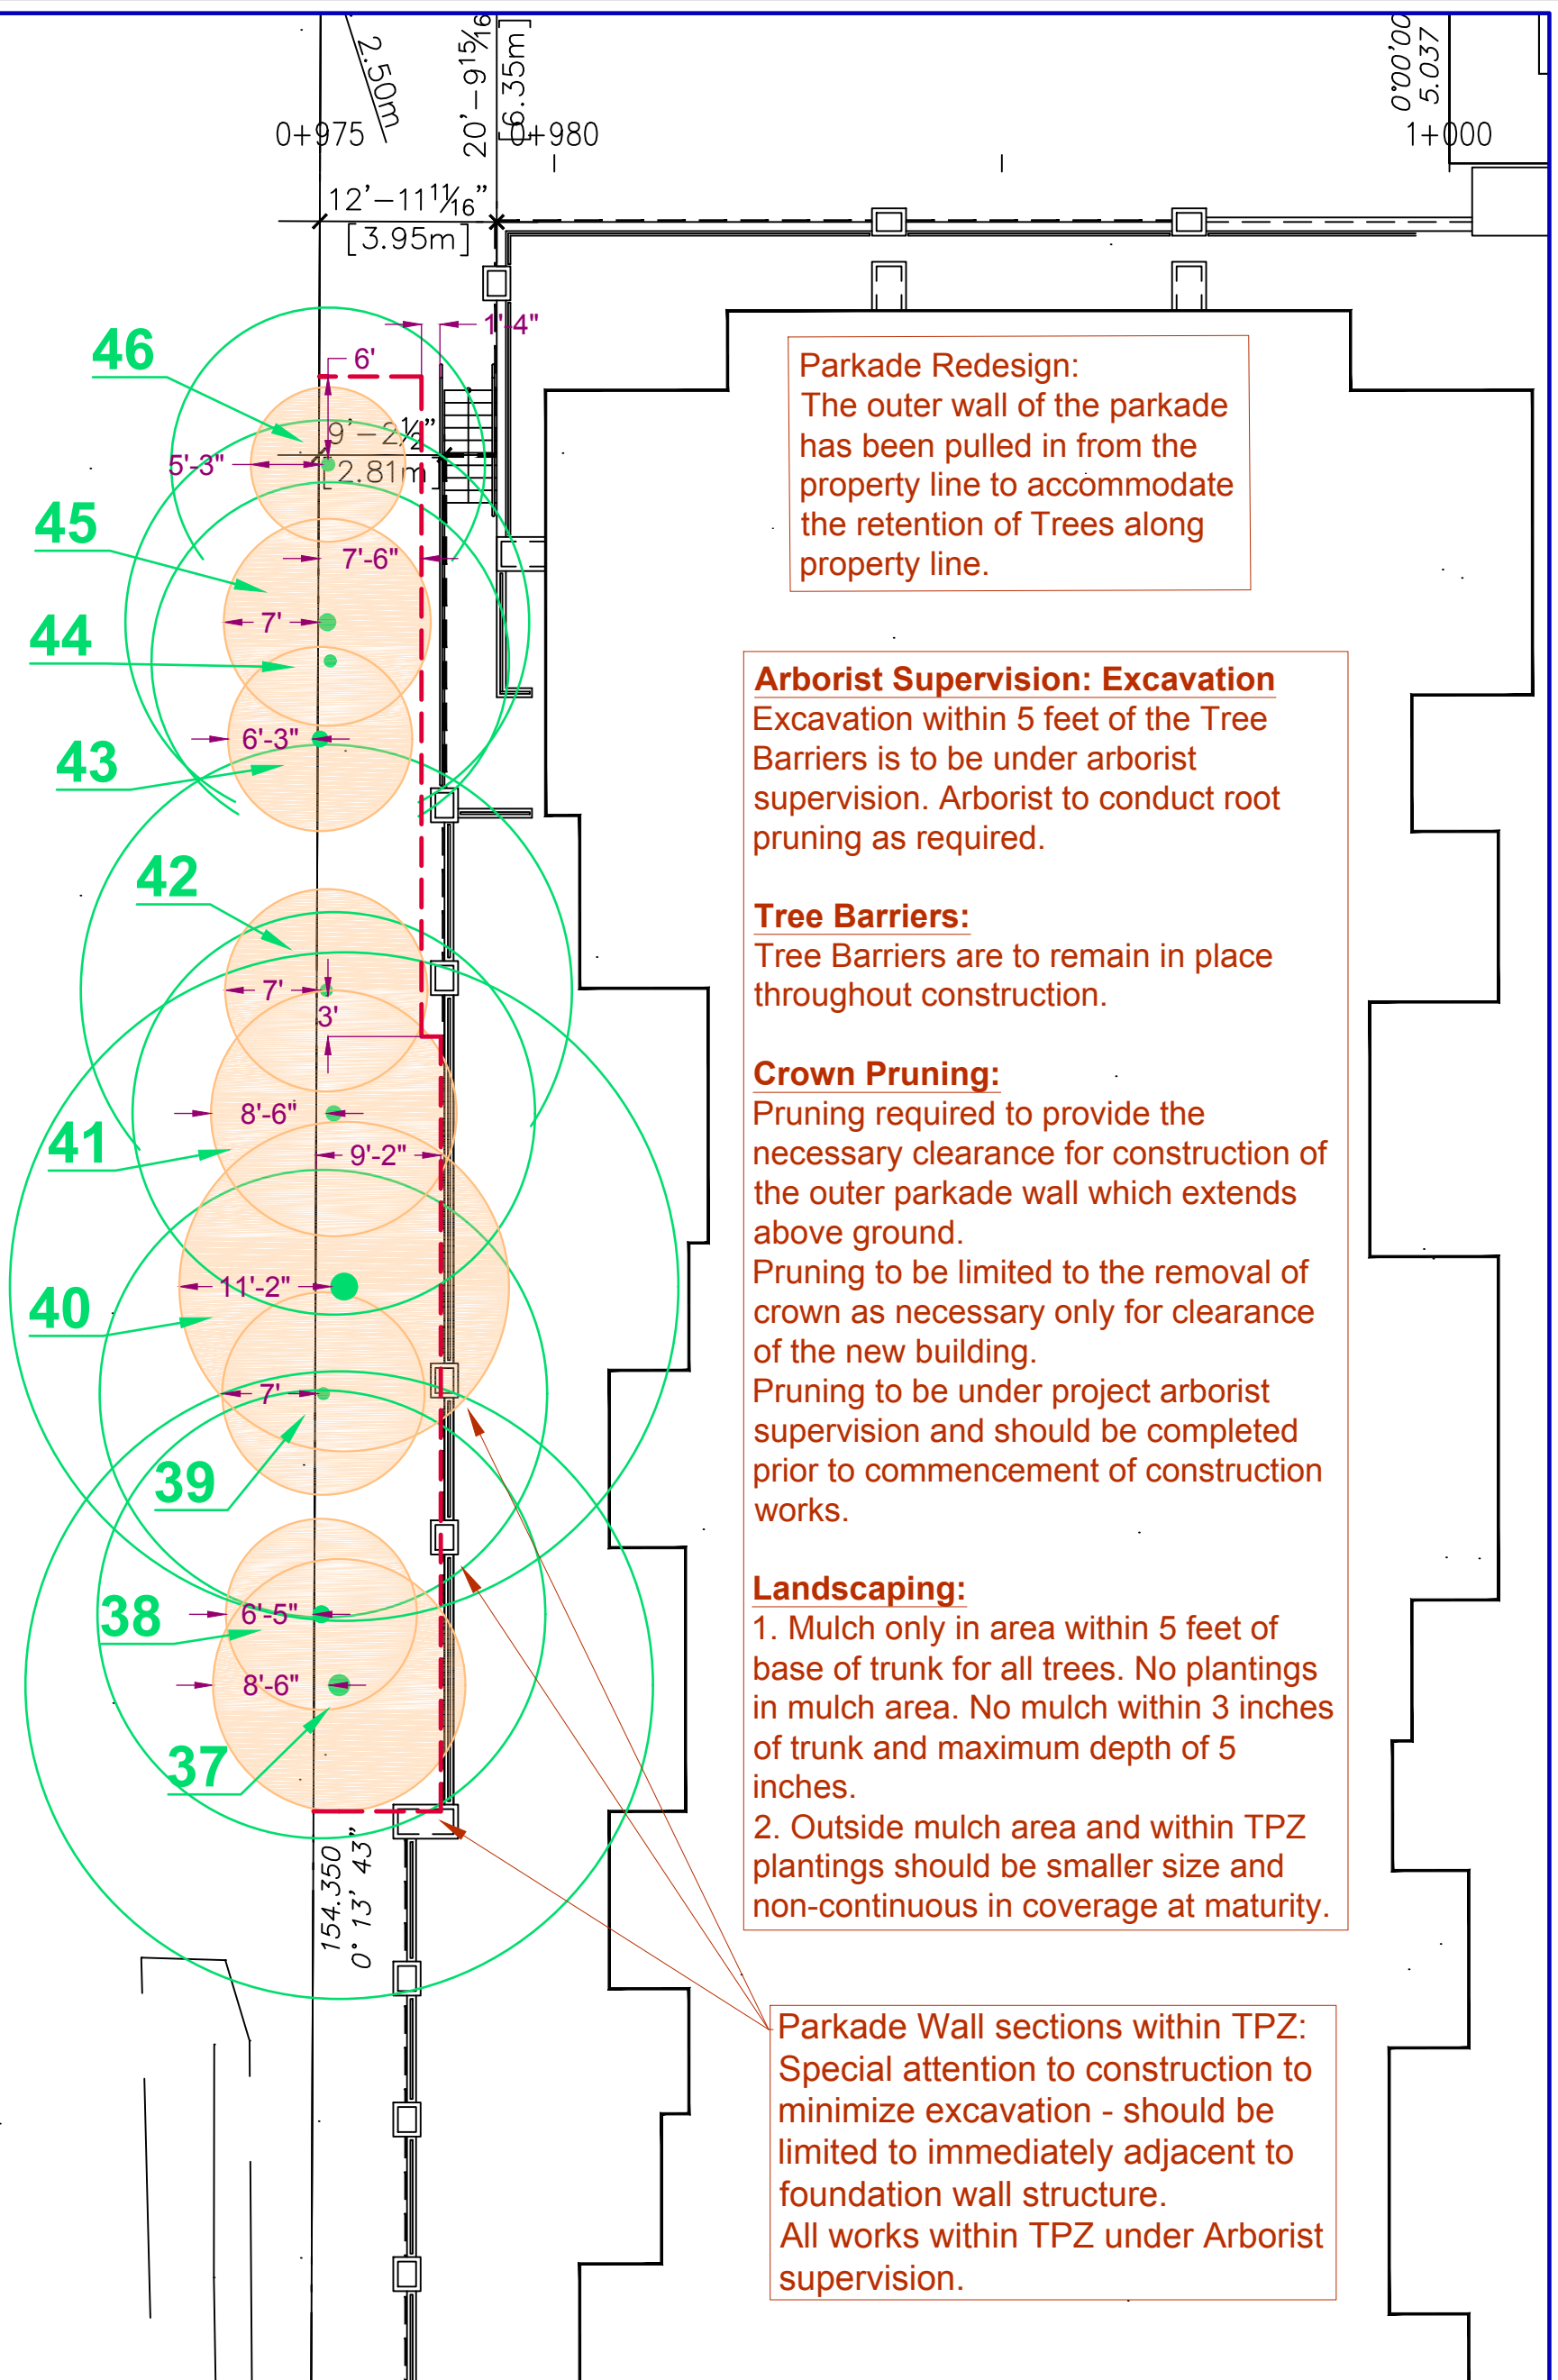 2.50m
20'-9 15/16"
[6.35m]
0°00'00
5.037
0+975
0+980
1+000
12'-11 11/16"
[3.95m]
1'-4"
46
6'
9'-2½"
[2.81m]
5'-3"
45
7'-6"
44
7'
43
6'-3"
42
7'
3'
41
8'-6"
9'-2"
40
11'-2"
7'
39
38
6'-5"
8'-6"
37
154.350
0° 13' 43"
Parkade Redesign:
The outer wall of the parkade
has been pulled in from the
property line to accommodate
the retention of Trees along
property line.
Arborist Supervision: Excavation
Excavation within 5 feet of the Tree
Barriers is to be under arborist
supervision. Arborist to conduct root
pruning as required.
Tree Barriers:
Tree Barriers are to remain in place
throughout construction.
Crown Pruning:
Pruning required to provide the
necessary clearance for construction of
the outer parkade wall which extends
above ground.
Pruning to be limited to the removal of
crown as necessary only for clearance
of the new building.
Pruning to be under project arborist
supervision and should be completed
prior to commencement of construction
works.
Landscaping:
1. Mulch only in area within 5 feet of
base of trunk for all trees. No plantings
in mulch area. No mulch within 3 inches
of trunk and maximum depth of 5
inches.
2. Outside mulch area and within TPZ
plantings should be smaller size and
non-continuous in coverage at maturity.
Parkade Wall sections within TPZ:
Special attention to construction to
minimize excavation - should be
limited to immediately adjacent to
foundation wall structure.
All works within TPZ under Arborist
supervision.